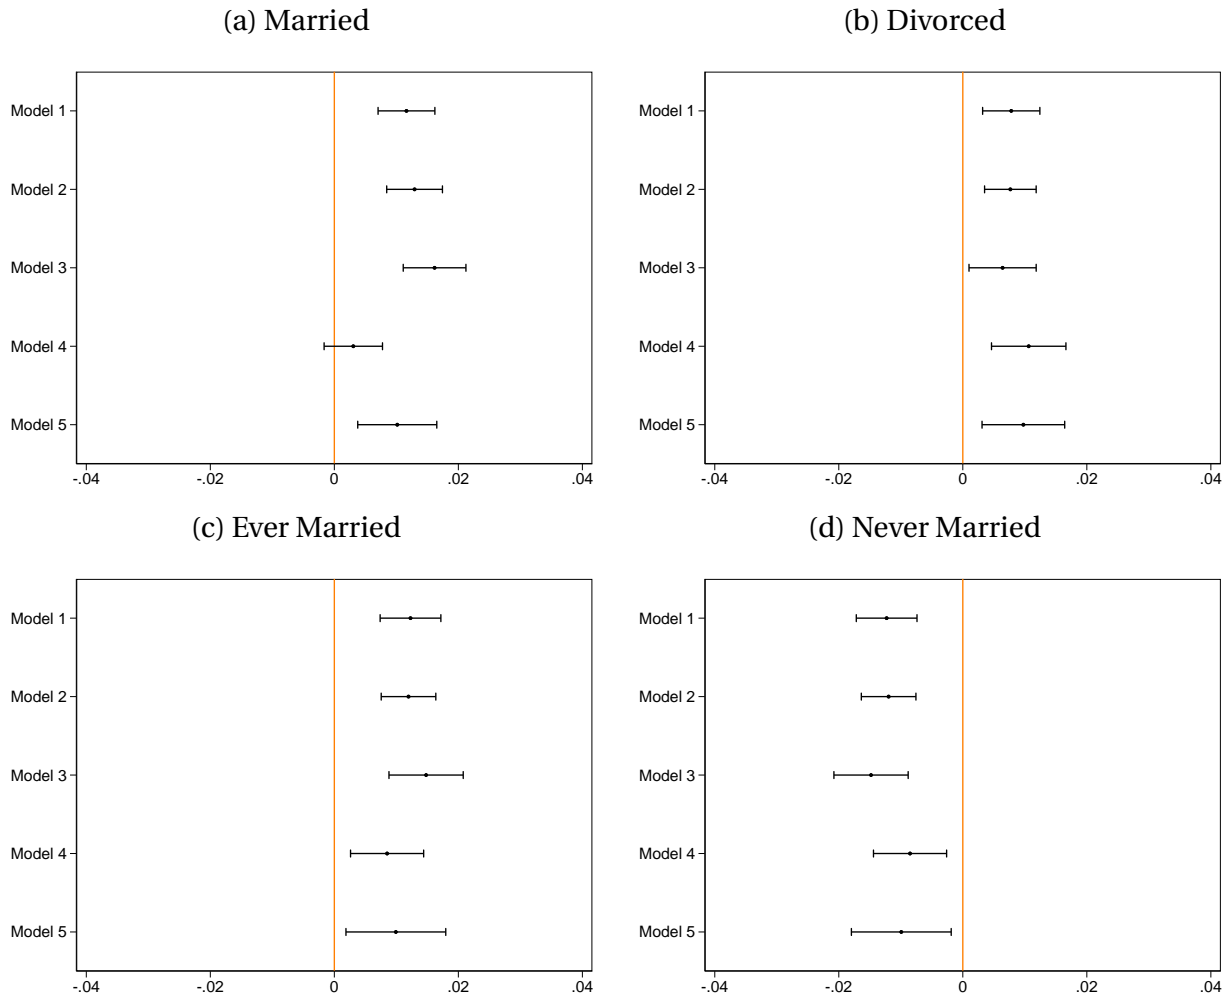 (a) Married
Model 1
Model 2
Model 3
Model 4
Model 5
-.04 -.02 0 .02 .04
(b) Divorced
Model 1
Model 2
Model 3
Model 4
Model 5
-.04 -.02 0 .02 .04
(c) Ever Married
Model 1
Model 2
Model 3
Model 4
Model 5
-.04 -.02 0 .02 .04
(d) Never Married
Model 1
Model 2
Model 3
Model 4
Model 5
-.04 -.02 0 .02 .04